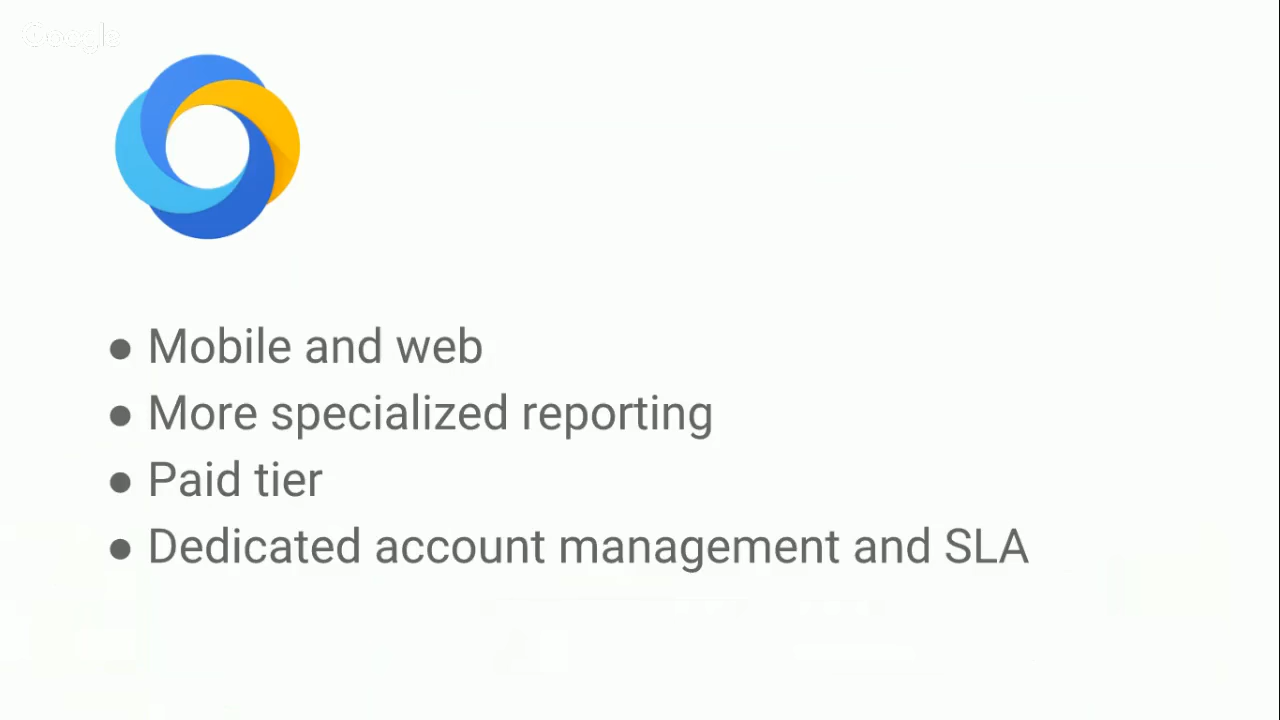 Google
● Mobile and web
● More specialized reporting
● Paid tier
● Dedicated account management and SLA